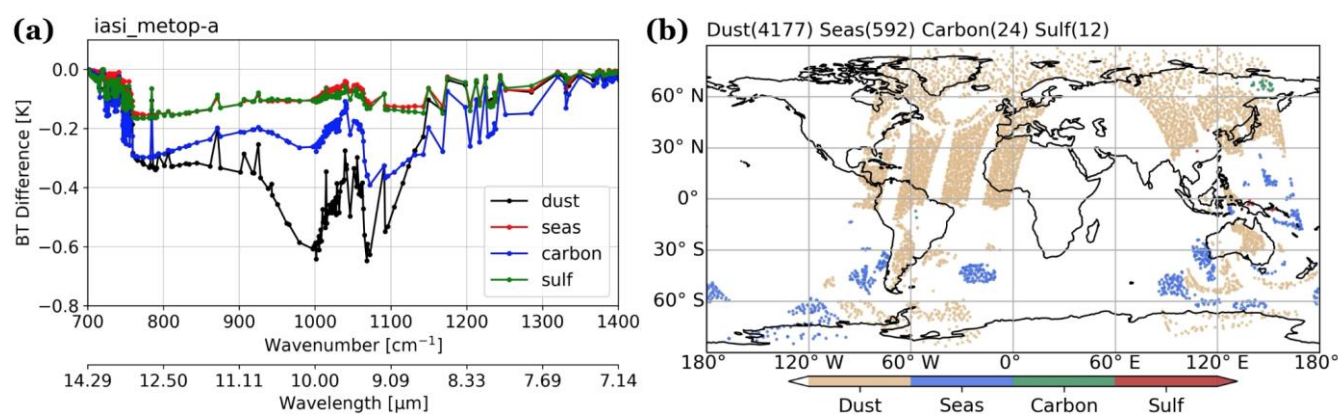 (a)
iasi_metop-a
BT Difference [K]
0.0
−0.2
−0.4
−0.6
−0.8
dust
seas
carbon
sulf
700 800 900 1000 1100 1200 1300 1400
Wavenumber [cm⁻¹]
14.29 12.50 11.11 10.00 9.09 8.33 7.69 7.14
Wavelength [μm]
(b)
Dust(4177) Seas(592) Carbon(24) Sulf(12)
60° N
30° N
0°
30° S
60° S
180° 120° W 60° W 0° 60° E 120° E 180°
Dust Seas Carbon Sulf